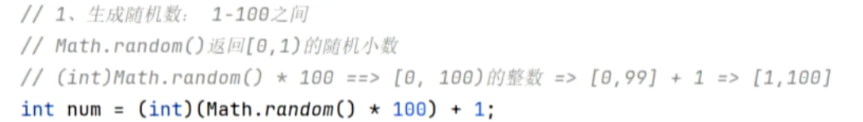 // 1、生成随机数： 1-100之间
// Math.random()返回[0,1)的随机小数
// (int)Math.random() * 100 ==> [0, 100)的整数 => [0,99] + 1 => [1,100]
int num = (int)(Math.random() * 100) + 1;